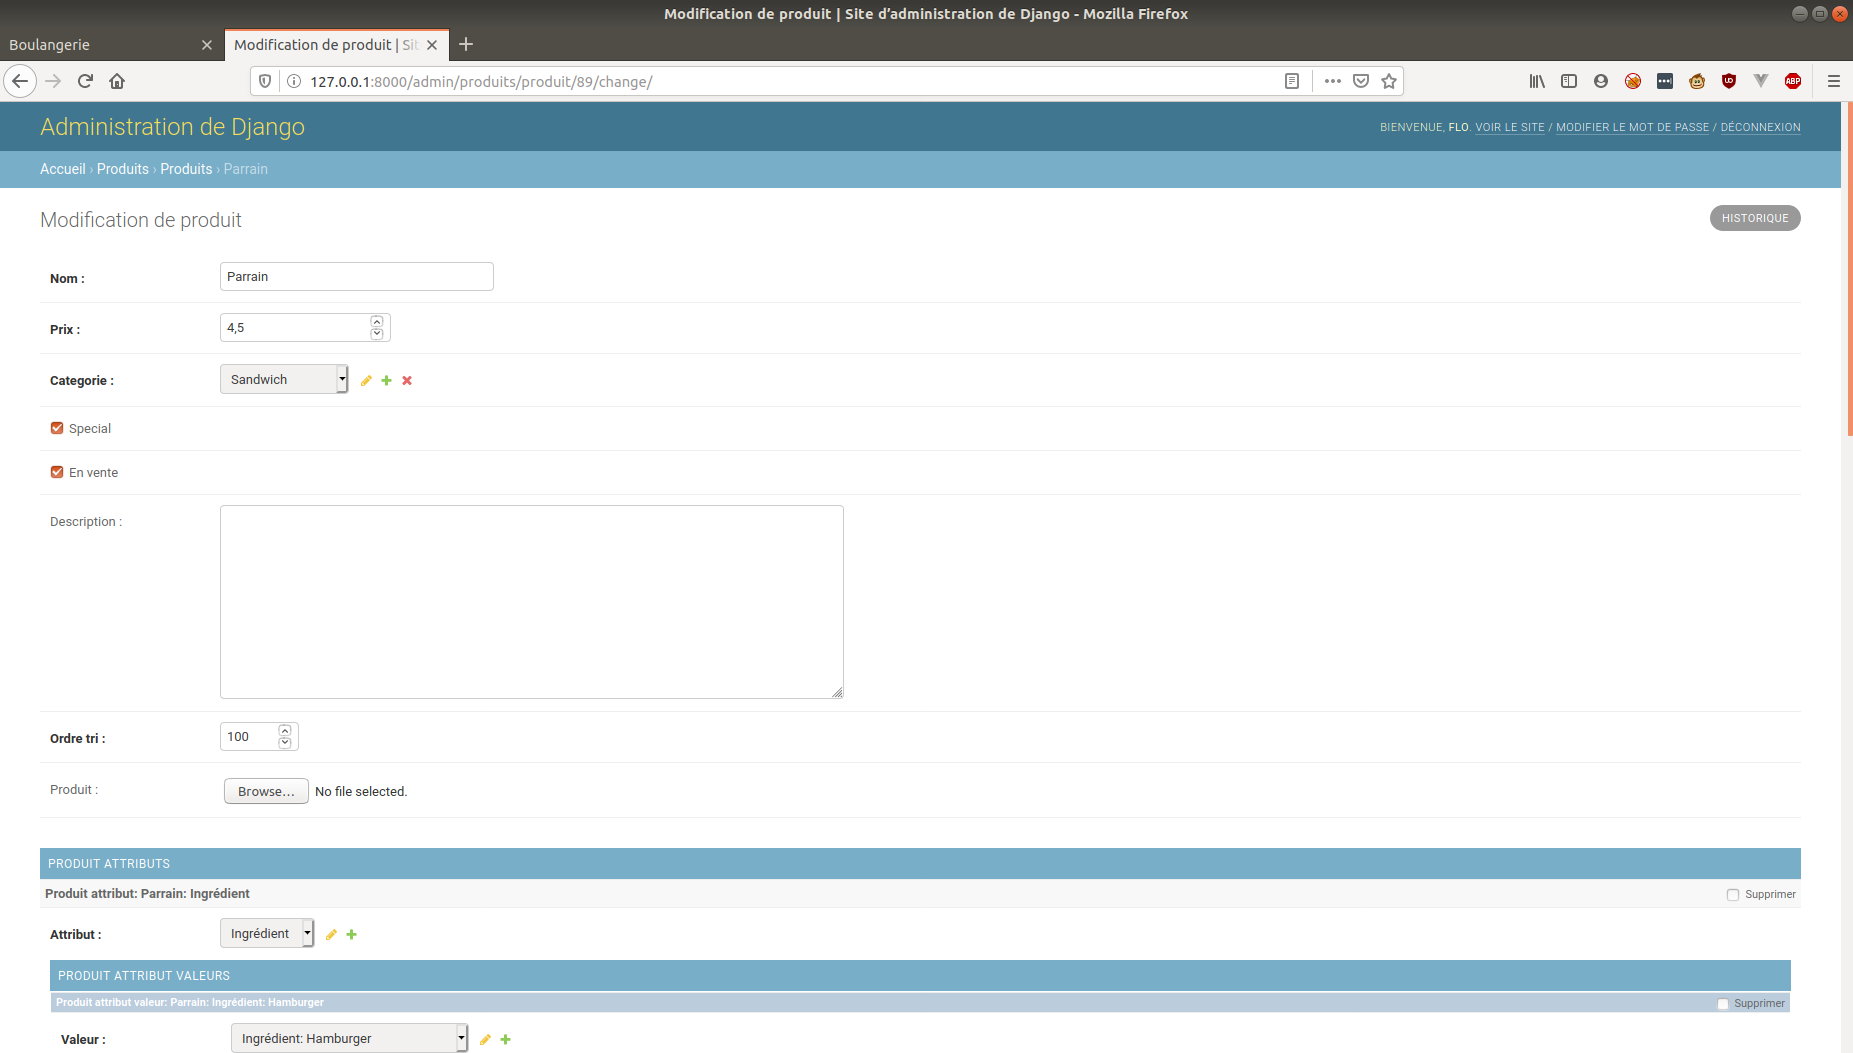 Modification de produit | Site d'administration de Django - Mozilla Firefox
Boulangerie
Modification de produit | Sit
127.0.0.1:8000/admin/produits/produit/89/change/
Administration de Django
BIENVENUE, FLO. VOIR LE SITE / MODIFIER LE MOT DE PASSE / DÉCONNEXION
Accueil › Produits › Produits › Parrain
Modification de produit
HISTORIQUE
Nom :
Parrain
Prix :
4,5
Categorie :
Sandwich
Special
En vente
Description :
Ordre tri :
100
Produit :
Browse... No file selected.
PRODUIT ATTRIBUTS
Produit attribut: Parrain: Ingrédient
Supprimer
Attribut :
Ingrédient
PRODUIT ATTRIBUT VALEURS
Produit attribut valeur: Parrain: Ingrédient: Hamburger
Supprimer
Valeur :
Ingrédient: Hamburger
ABP